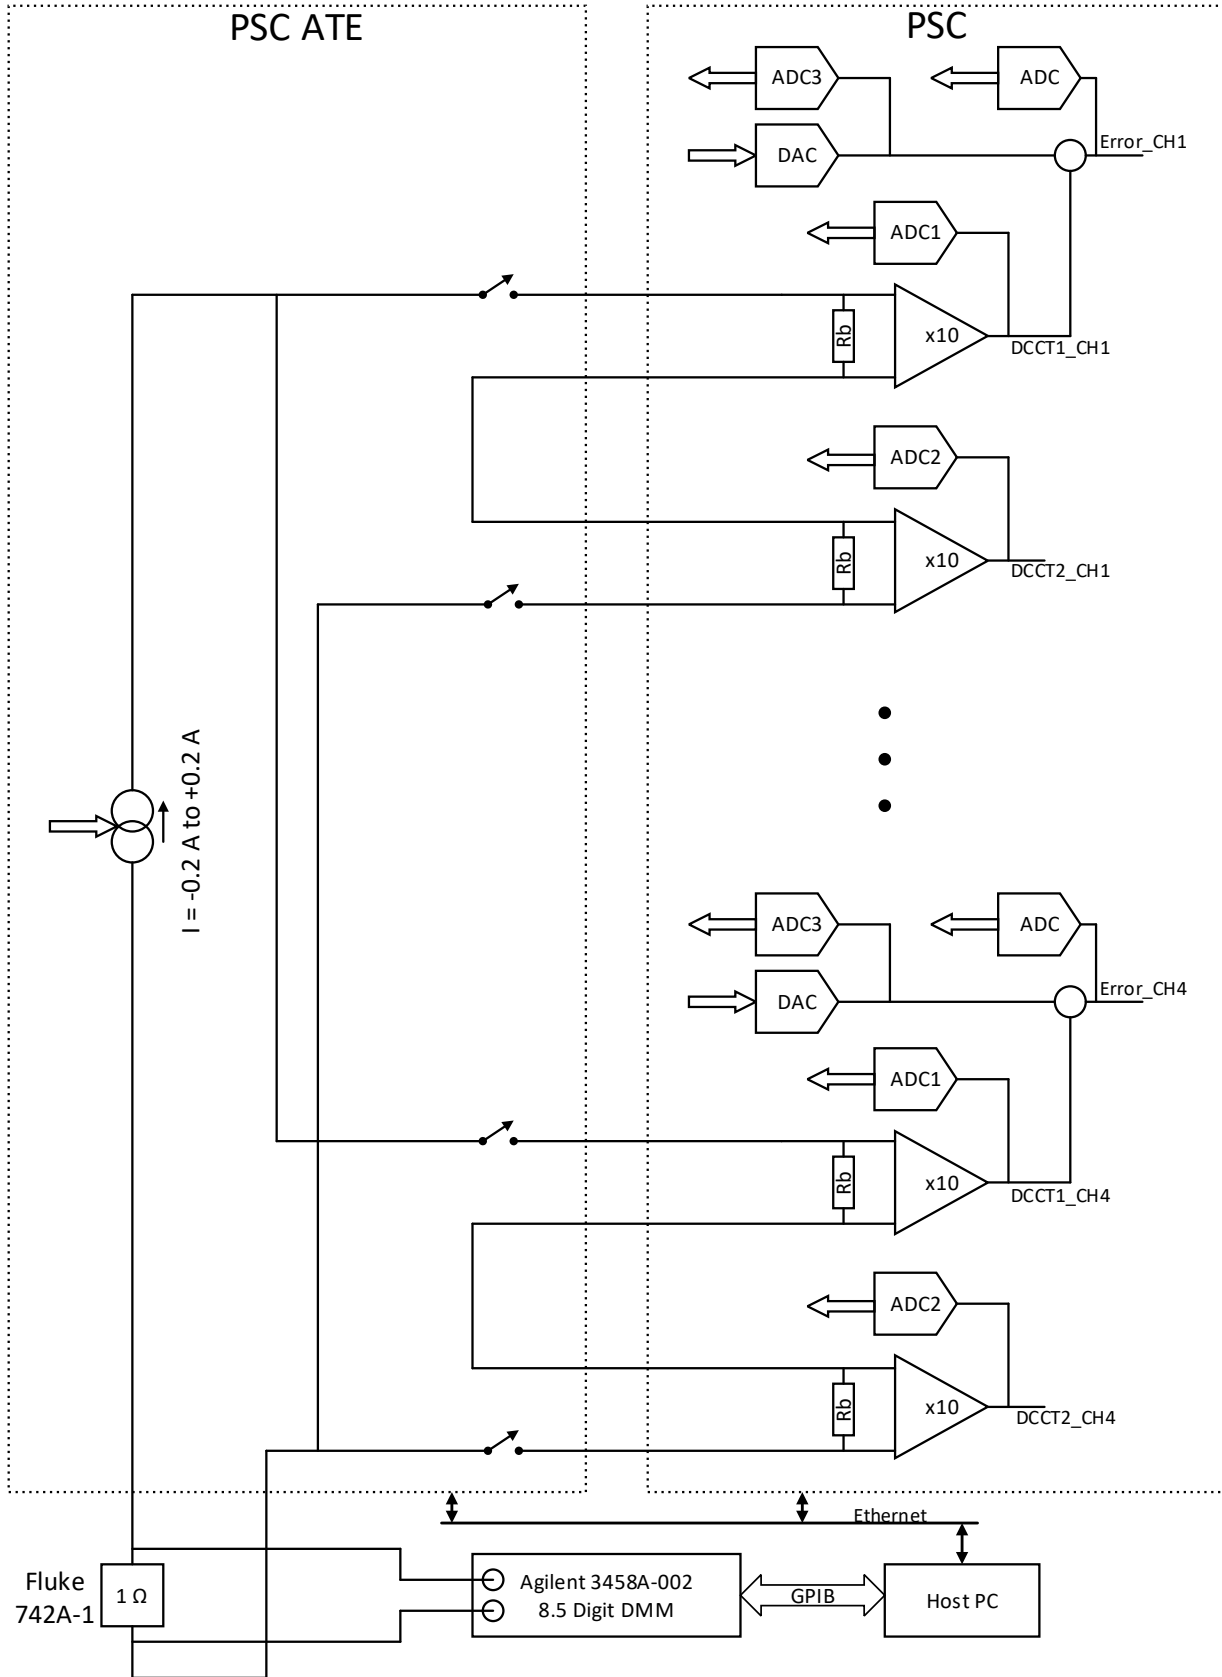 PSC ATE
PSC
ADC3
ADC
DAC
Error_CH1
ADC1
Rb
x10
DCCT1_CH1
ADC2
Rb
x10
DCCT2_CH1
I = -0.2 A to +0.2 A
ADC3
ADC
DAC
Error_CH4
ADC1
Rb
x10
DCCT1_CH4
ADC2
Rb
x10
DCCT2_CH4
Ethernet
Fluke
742A-1
1 Ω
Agilent 3458A-002
8.5 Digit DMM
GPIB
Host PC